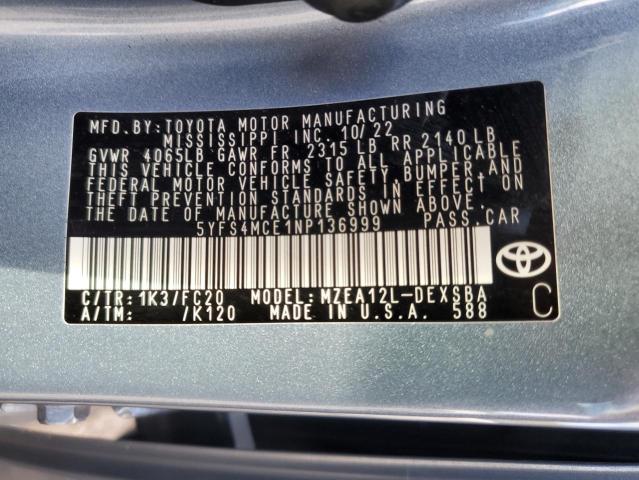 MFD. BY: TOYOTA MOTOR MANUFACTURING
MISSISSIPPI INC. 10/22
GVWR 4065LB GAWR FR. 2315 LB RR 2140 LB
THIS VEHICLE CONFORMS TO ALL APPLICABLE
FEDERAL MOTOR VEHICLE SAFETY, BUMPER, AND
THEFT PREVENTION STANDARDS IN EFFECT ON
THE DATE OF MANUFACTURE SHOWN ABOVE.
5YFS4MCE1NP136999 PASS.CAR
C/TR: 1K3/FC20 MODEL: MZEA12L-DEXSBA
A/TM: /K120 MADE IN U.S.A. 588
C